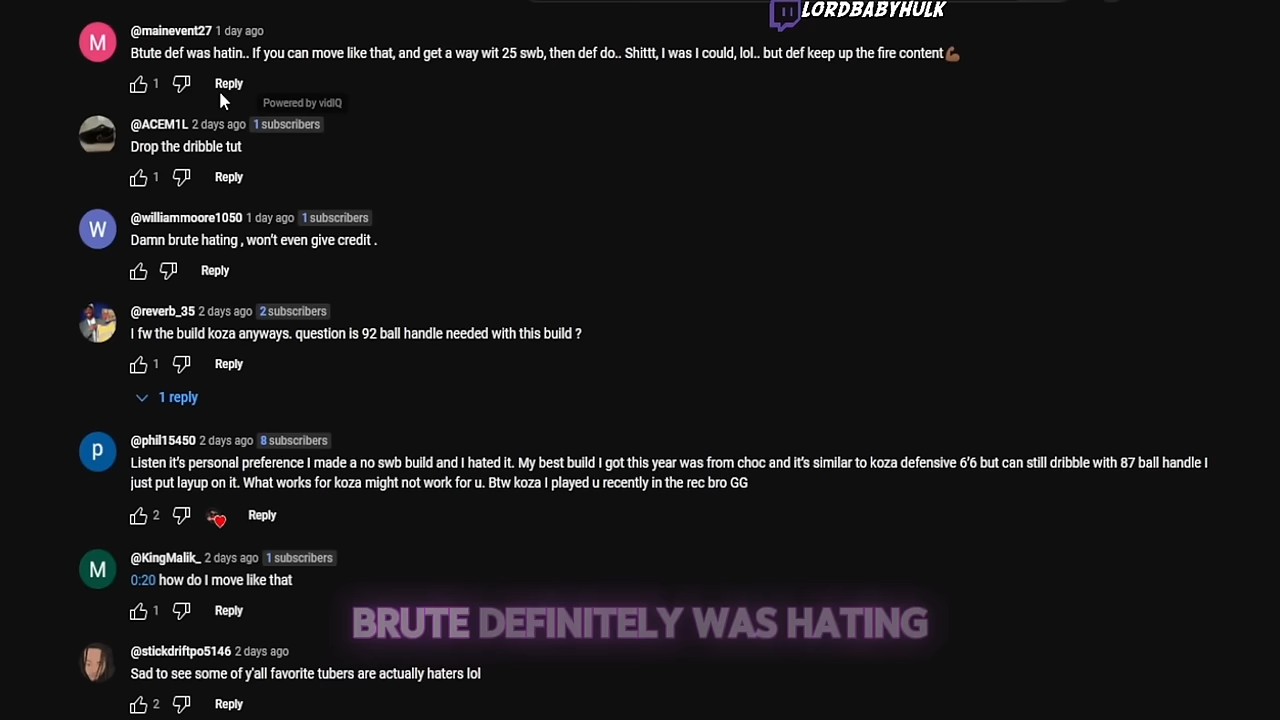 LORDBABYHULK
M
@mainevent27 1 day ago
Btute def was hatin.. If you can move like that, and get a way wit 25 swb, then def do.. Shittt, I was I could, lol.. but def keep up the fire content💪🏾
1 Reply
Powered by vidIQ
@ACEM1L 2 days ago 1 subscribers
Drop the dribble tut
1 Reply
W
@williammoore1050 1 day ago 1 subscribers
Damn brute hating , won't even give credit .
Reply
@reverb_35 2 days ago 2 subscribers
I fw the build koza anyways. question is 92 ball handle needed with this build ?
1 Reply
1 reply
P
@phil15450 2 days ago 8 subscribers
Listen it's personal preference I made a no swb build and I hated it. My best build I got this year was from choc and it's similar to koza defensive 6'6 but can still dribble with 87 ball handle I
just put layup on it. What works for koza might not work for u. Btw koza I played u recently in the rec bro GG
2 Reply
M
@KingMalik_ 2 days ago 1 subscribers
0:20 how do I move like that
1 Reply
BRUTE DEFINITELY WAS HATING
@stickdriftpo5146 2 days ago
Sad to see some of y'all favorite tubers are actually haters lol
2 Reply